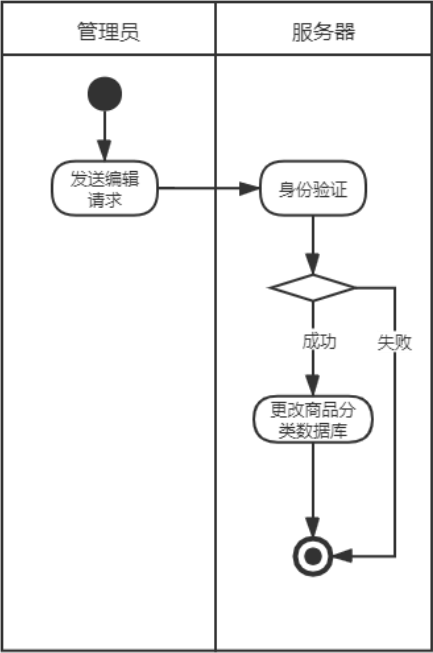 管理员
服务器
发送编辑
请求
身份验证
成功
失败
更改商品分
类数据库